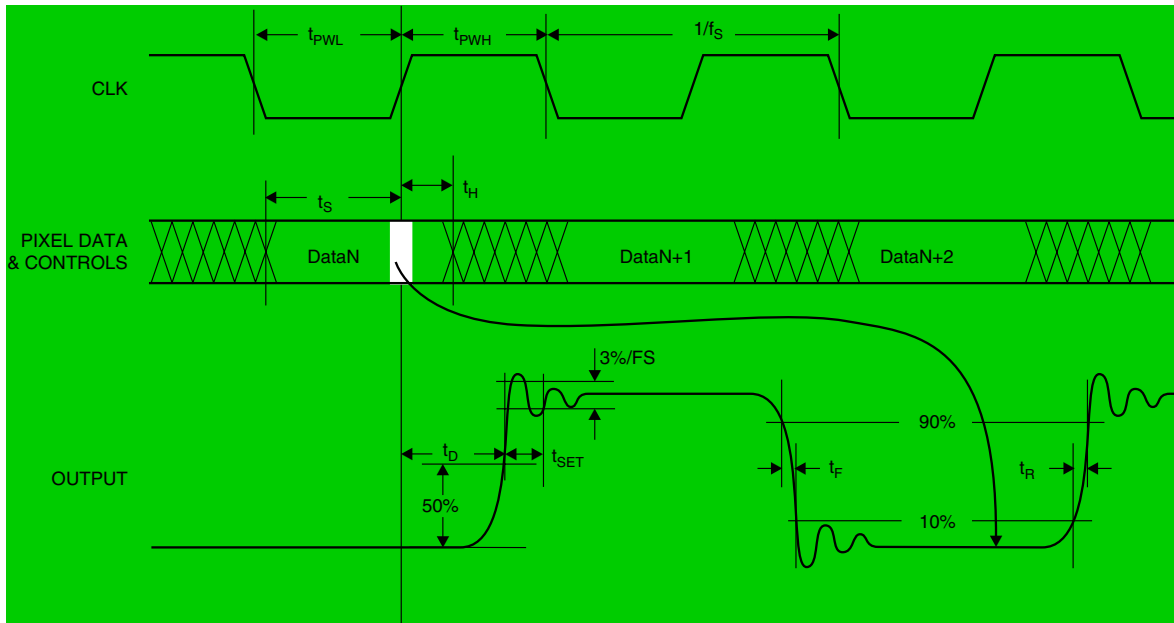 tPWL
tPWH
1/fS
CLK
tS
tH
PIXEL DATA
& CONTROLS
DataN
DataN+1
DataN+2
3%/FS
90%
tD
tSET
tF
tR
OUTPUT
50%
10%